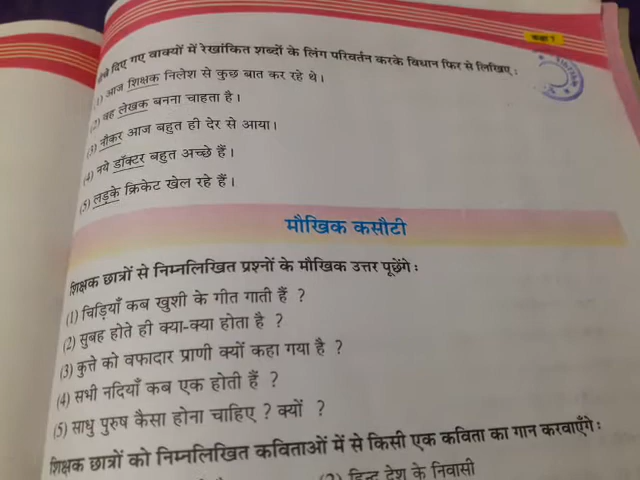 कक्षा 7
दिए गए वाक्यों में रेखांकित शब्दों के लिंग परिवर्तन करके विधान फिर से लिखिए :
(1) आज शिक्षक निलेश से कुछ बात कर रहे थे।
(2) वह लेखक बनना चाहता है।
(3) नौकर आज बहुत ही देर से आया।
(4) नये डॉक्टर बहुत अच्छे हैं।
(5) लड़के क्रिकेट खेल रहे हैं।
मौखिक कसौटी
शिक्षक छात्रों से निम्नलिखित प्रश्नों के मौखिक उत्तर पूछेंगे :
(1) चिड़ियाँ कब खुशी के गीत गाती हैं ?
(2) सुबह होते ही क्या-क्या होता है ?
(3) कुत्ते को वफादार प्राणी क्यों कहा गया है ?
(4) सभी नदियाँ कब एक होती हैं ?
(5) साधु पुरुष कैसा होना चाहिए ? क्यों ?
शिक्षक छात्रों को निम्नलिखित कविताओं में से किसी एक कविता का गान करवाएँगे :
(2) हिन्द देश के निवासी